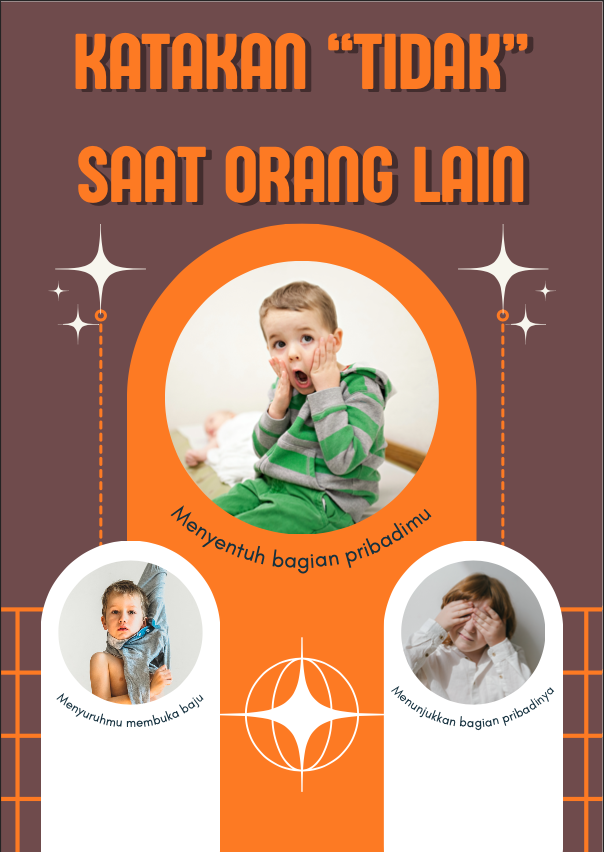 KATAKAN “TIDAK”
SAAT ORANG LAIN
Menyentuh bagian pribadimu
Menyuruhmu membuka baju
Menunjukkan bagian pribadinya